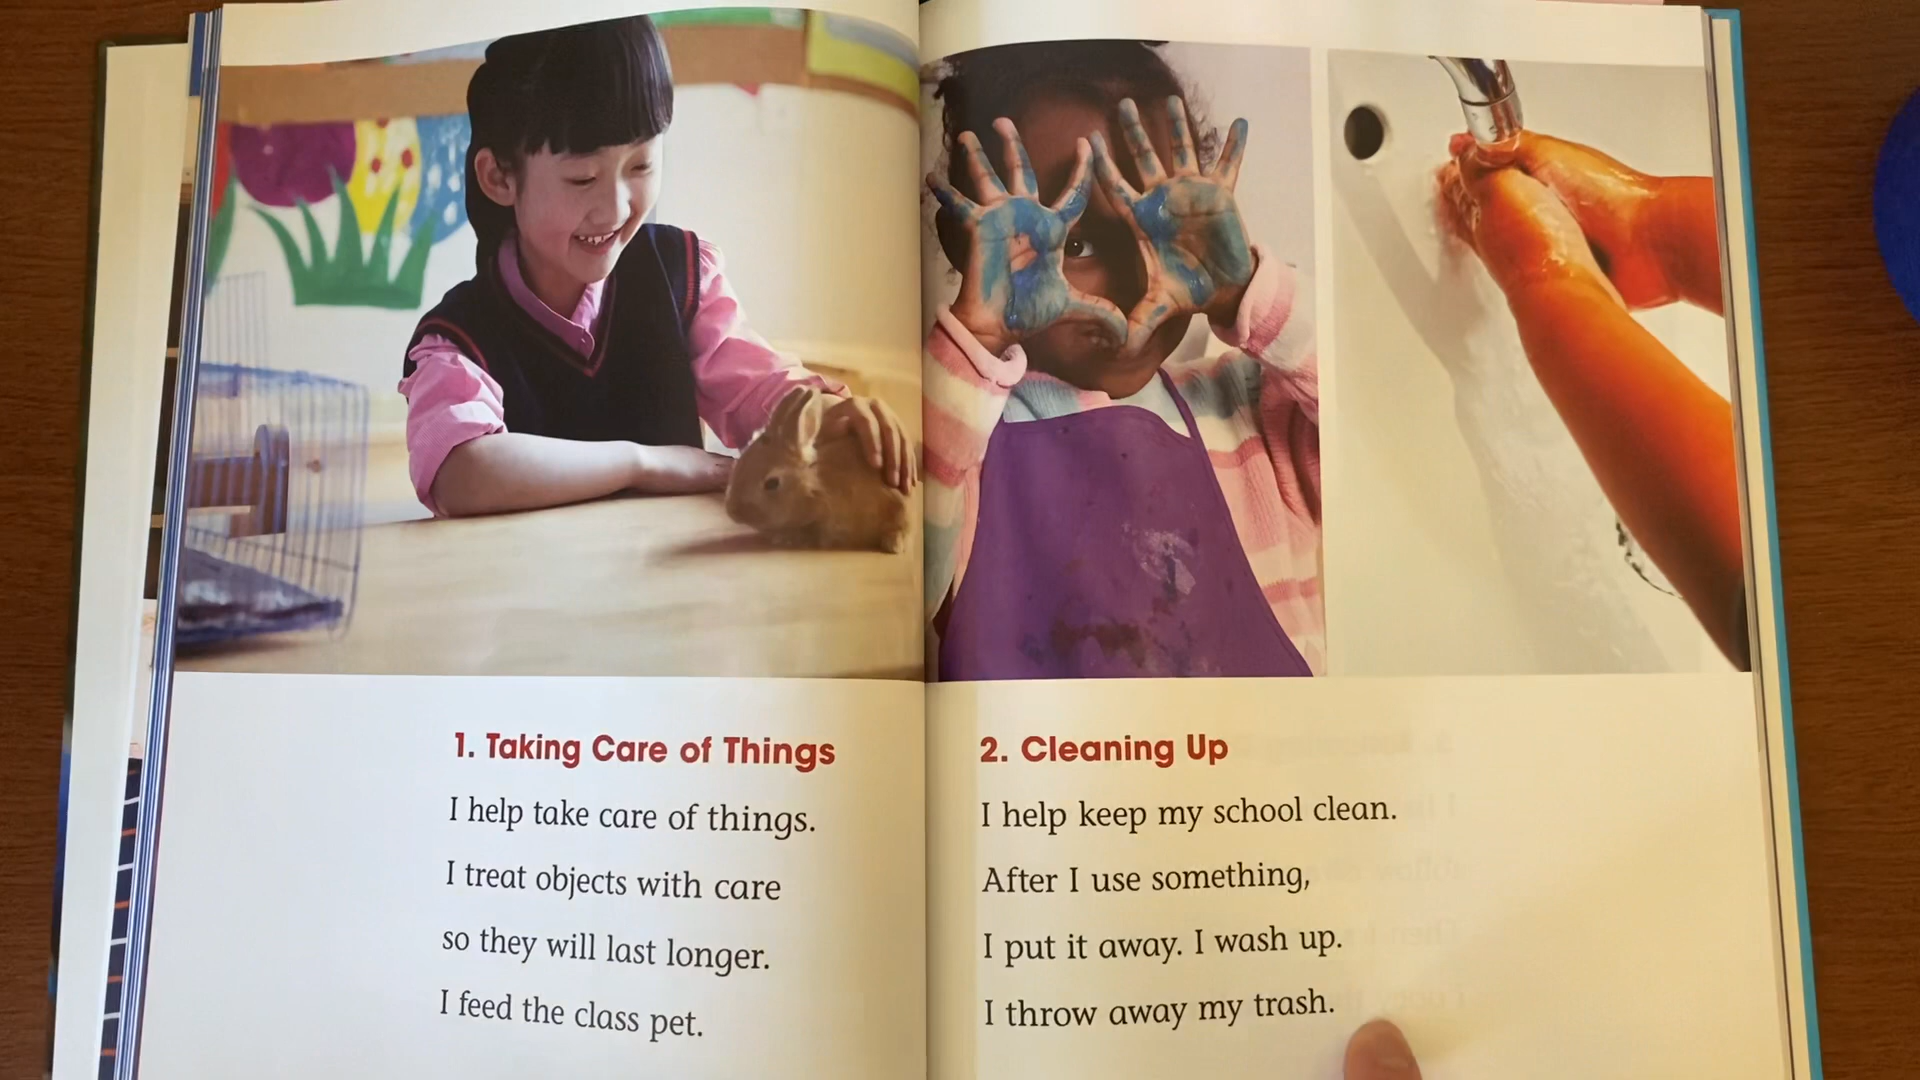 1. Taking Care of Things
I help take care of things.
I treat objects with care
so they will last longer.
I feed the class pet.
2. Cleaning Up
I help keep my school clean.
After I use something,
I put it away. I wash up.
I throw away my trash.